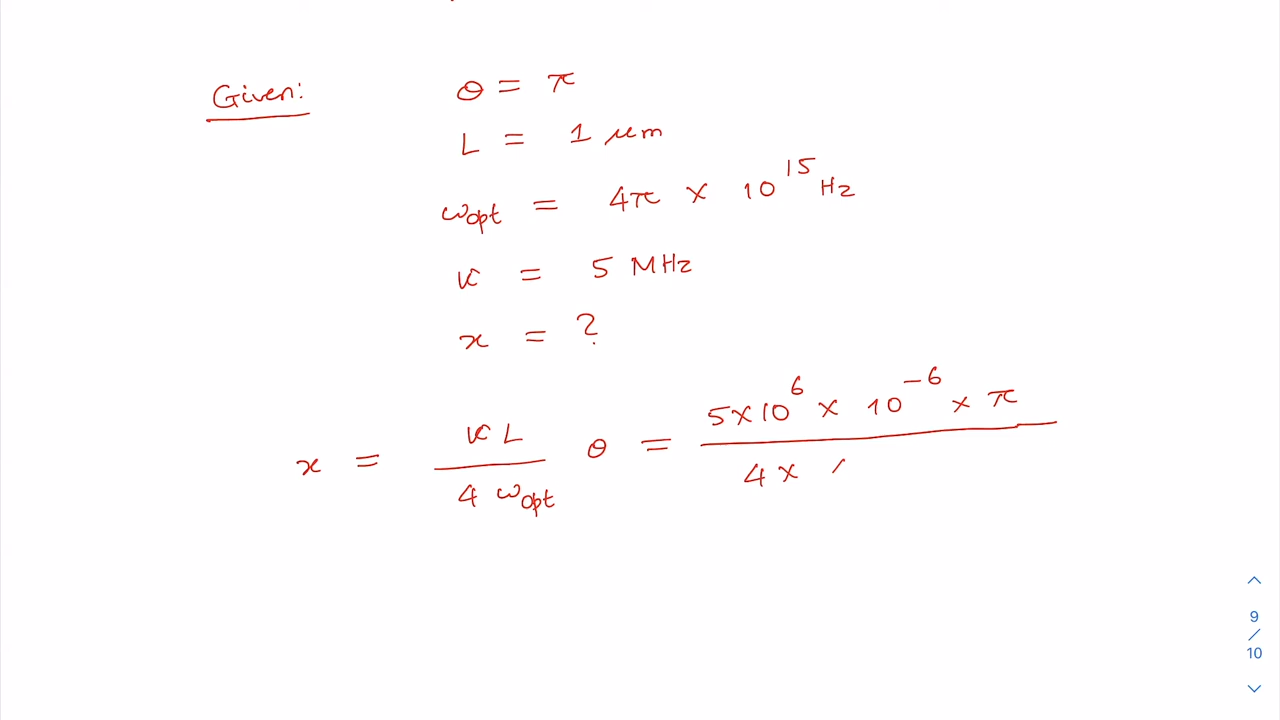 Given: θ = π
L = 1 μm
ω_opt = 4π × 10^15 Hz
κ = 5 MHz
x = ?
x = κL / 4 ω_opt θ = 5×10^6 × 10^-6 × π / 4 ×
9
/
10